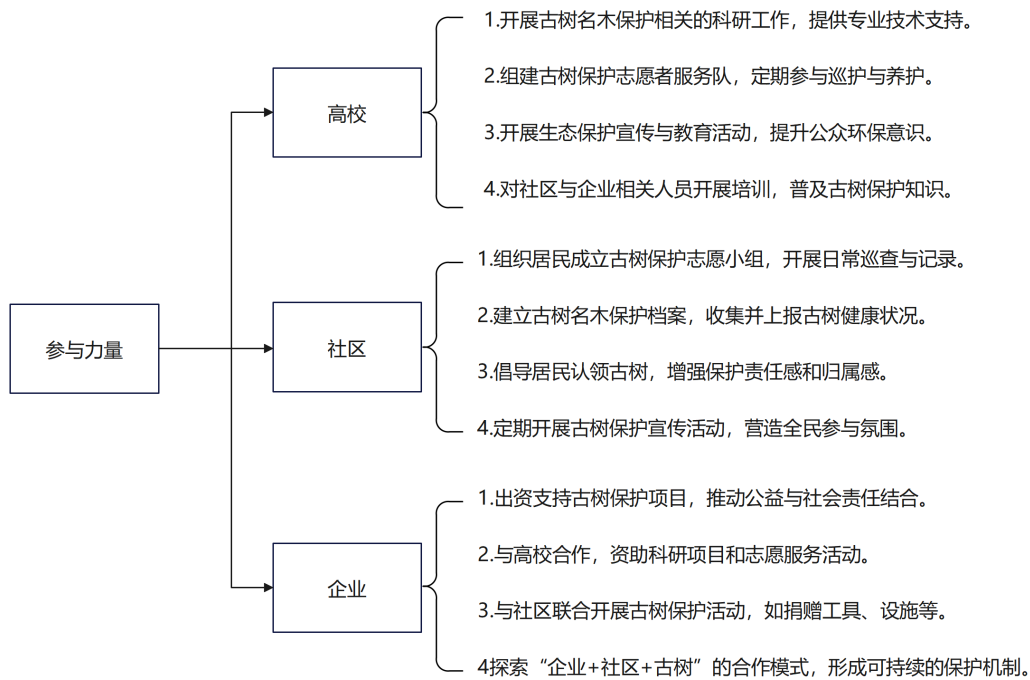 参与力量
高校
1.开展古树名木保护相关的科研工作，提供专业技术支持。
2.组建古树保护志愿者服务队，定期参与巡护与养护。
3.开展生态保护宣传与教育活动，提升公众环保意识。
4.对社区与企业相关人员开展培训，普及古树保护知识。
社区
1.组织居民成立古树保护志愿小组，开展日常巡查与记录。
2.建立古树名木保护档案，收集并上报古树健康状况。
3.倡导居民认领古树，增强保护责任感和归属感。
4.定期开展古树保护宣传活动，营造全民参与氛围。
企业
1.出资支持古树保护项目，推动公益与社会责任结合。
2.与高校合作，资助科研项目和志愿服务活动。
3.与社区联合开展古树保护活动，如捐赠工具、设施等。
4探索“企业+社区+古树”的合作模式，形成可持续的保护机制。